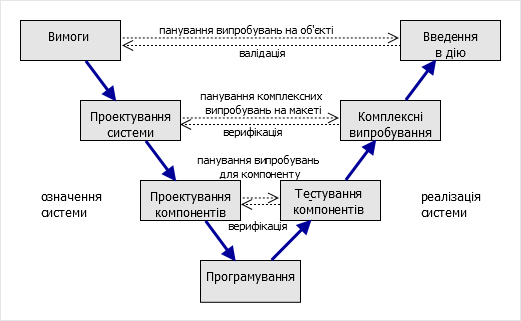 Вимоги
панування випробувань на об'єкті
валідація
Введення
в дію
Проектування
системи
панування комплексних
випробувань на макеті
верифікація
Комплексні
випробування
означення
системи
Проектування
компонентів
панування випробувань
для компоненту
верифікація
Тестування
компонентів
реалізація
системи
Програмування